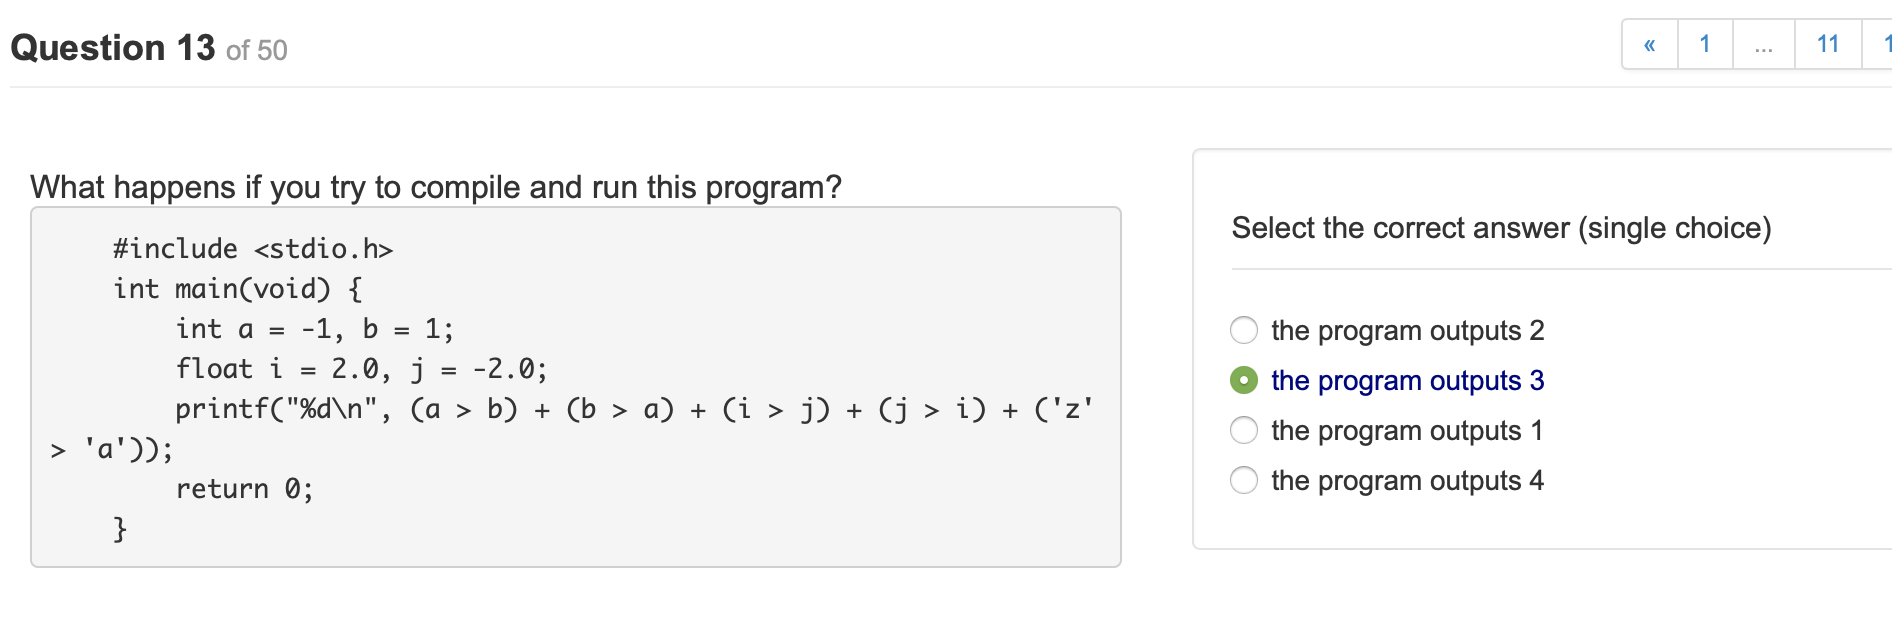 Question 13 of 50
« 1 ... 11 1
What happens if you try to compile and run this program?
#include <stdio.h>
int main(void) {
int a = -1, b = 1;
float i = 2.0, j = -2.0;
printf("%d\n", (a > b) + (b > a) + (i > j) + (j > i) + ('z'
> 'a'));
return 0;
}
Select the correct answer (single choice)
the program outputs 2
the program outputs 3
the program outputs 1
the program outputs 4